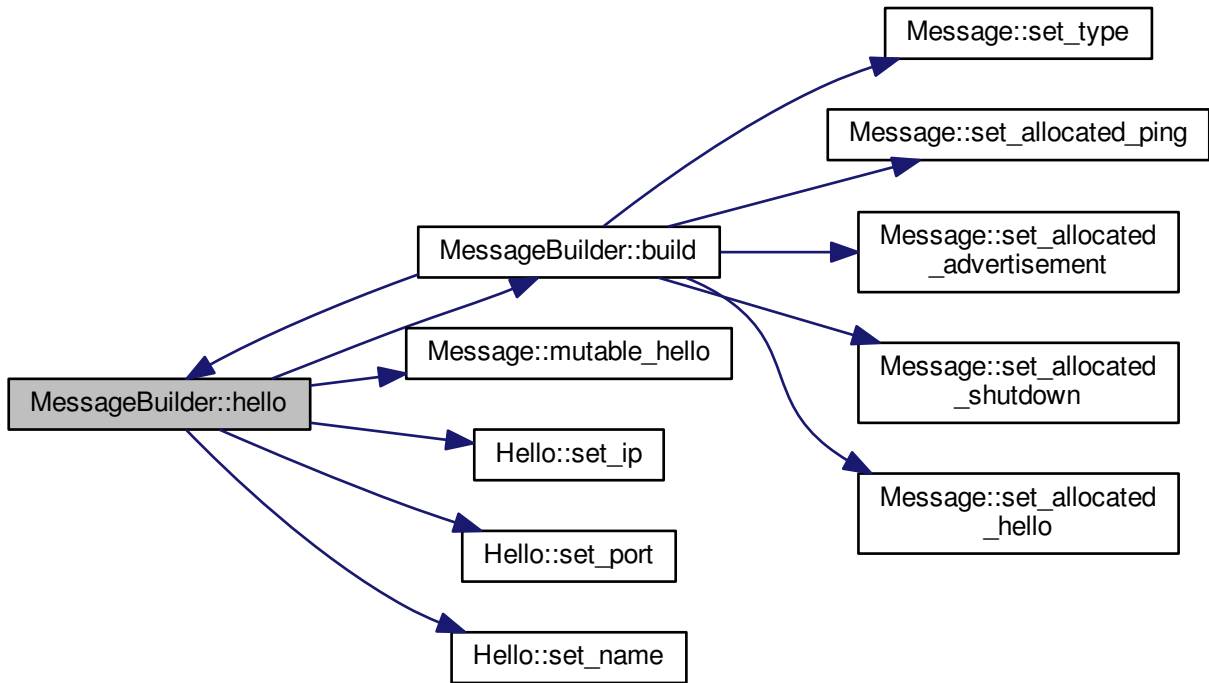 Message::set_type
Message::set_allocated_ping
Message::set_allocated
_advertisement
MessageBuilder::build
Message::mutable_hello
Message::set_allocated
_shutdown
MessageBuilder::hello
Hello::set_ip
Message::set_allocated
_hello
Hello::set_port
Hello::set_name